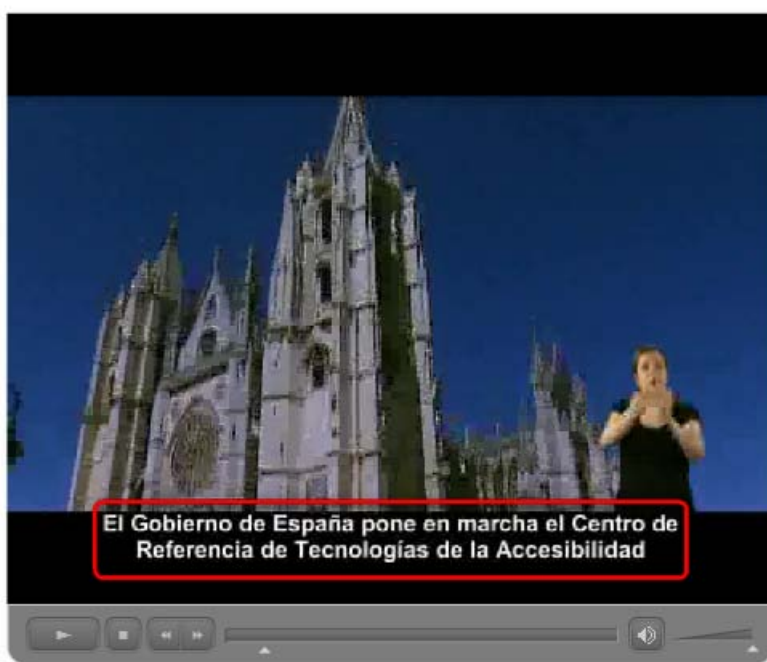 El Gobierno de España pone en marcha el Centro de
Referencia de Tecnologías de la Accesibilidad